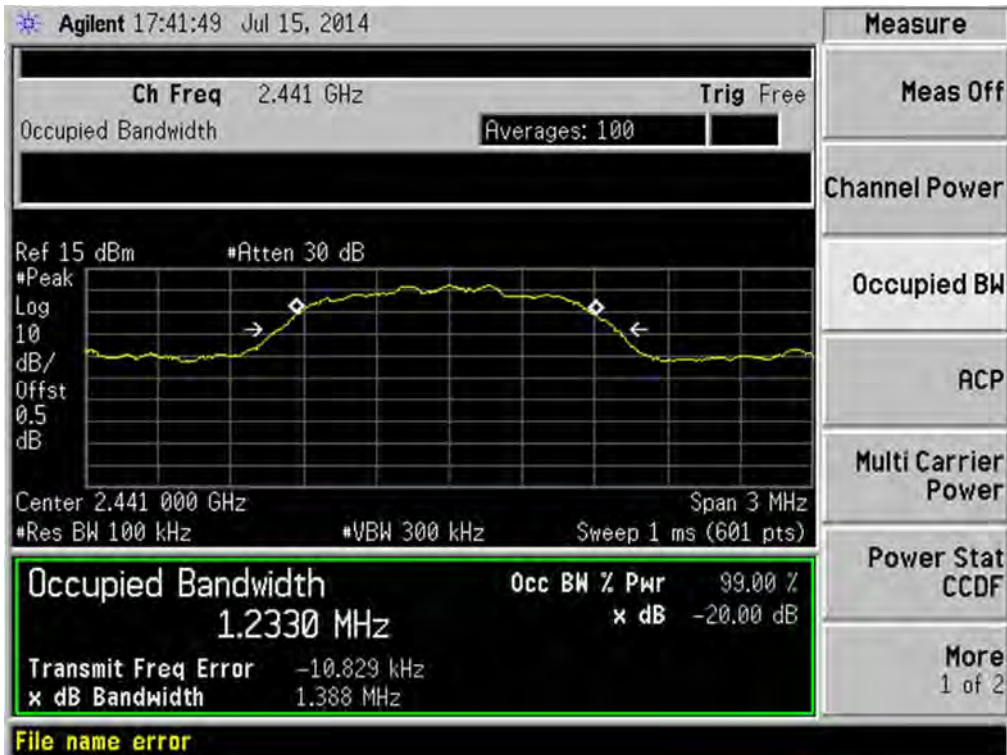 Agilent 17:41:49 Jul 15, 2014
Measure
Ch Freq 2.441 GHz Trig Free
Occupied Bandwidth Averages: 100
Meas Off
Channel Power
Ref 15 dBm #Atten 30 dB
#Peak
Log
10
dB/
Offst
0.5
dB
Occupied BW
ACP
Multi Carrier
Power
Center 2.441 000 GHz Span 3 MHz
#Res BW 100 kHz #VBW 300 kHz Sweep 1 ms (601 pts)
Occupied Bandwidth
1.2330 MHz
Occ BW % Pwr 99.00 %
x dB -20.00 dB
Transmit Freq Error -10.829 kHz
x dB Bandwidth 1.388 MHz
Power Stat
CCDF
More
1 of 2
File name error